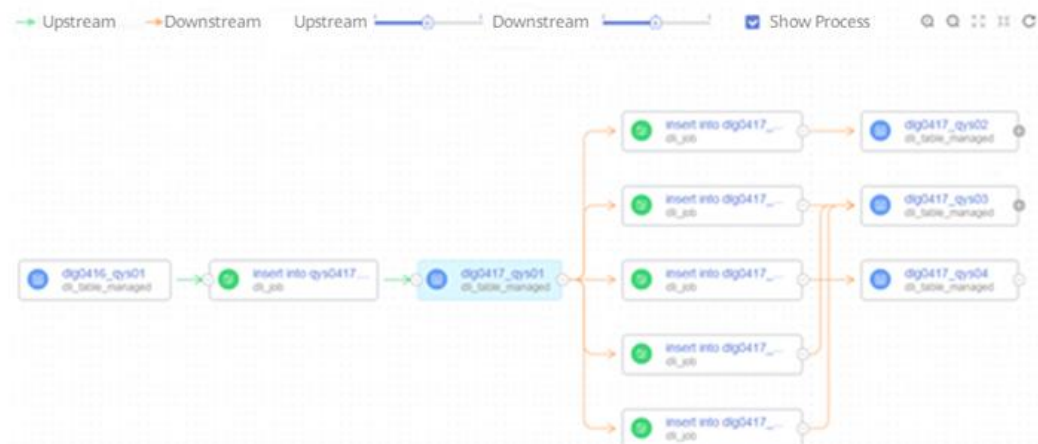 Upstream Downstream Upstream Downstream Show Process
insert into dlg0417_...
dli_job
dlg0417_qys02
dli_table_managed
insert into dlg0417_...
dli_job
dlg0417_qys03
dli_table_managed
dlg0416_qys01
dli_table_managed
insert into qys0417...
dli_job
dlg0417_qys01
dli_table_managed
insert into dlg0417_...
dli_job
dlg0417_qys04
dli_table_managed
insert into dlg0417_...
dli_job
insert into dlg0417_...
dli_job